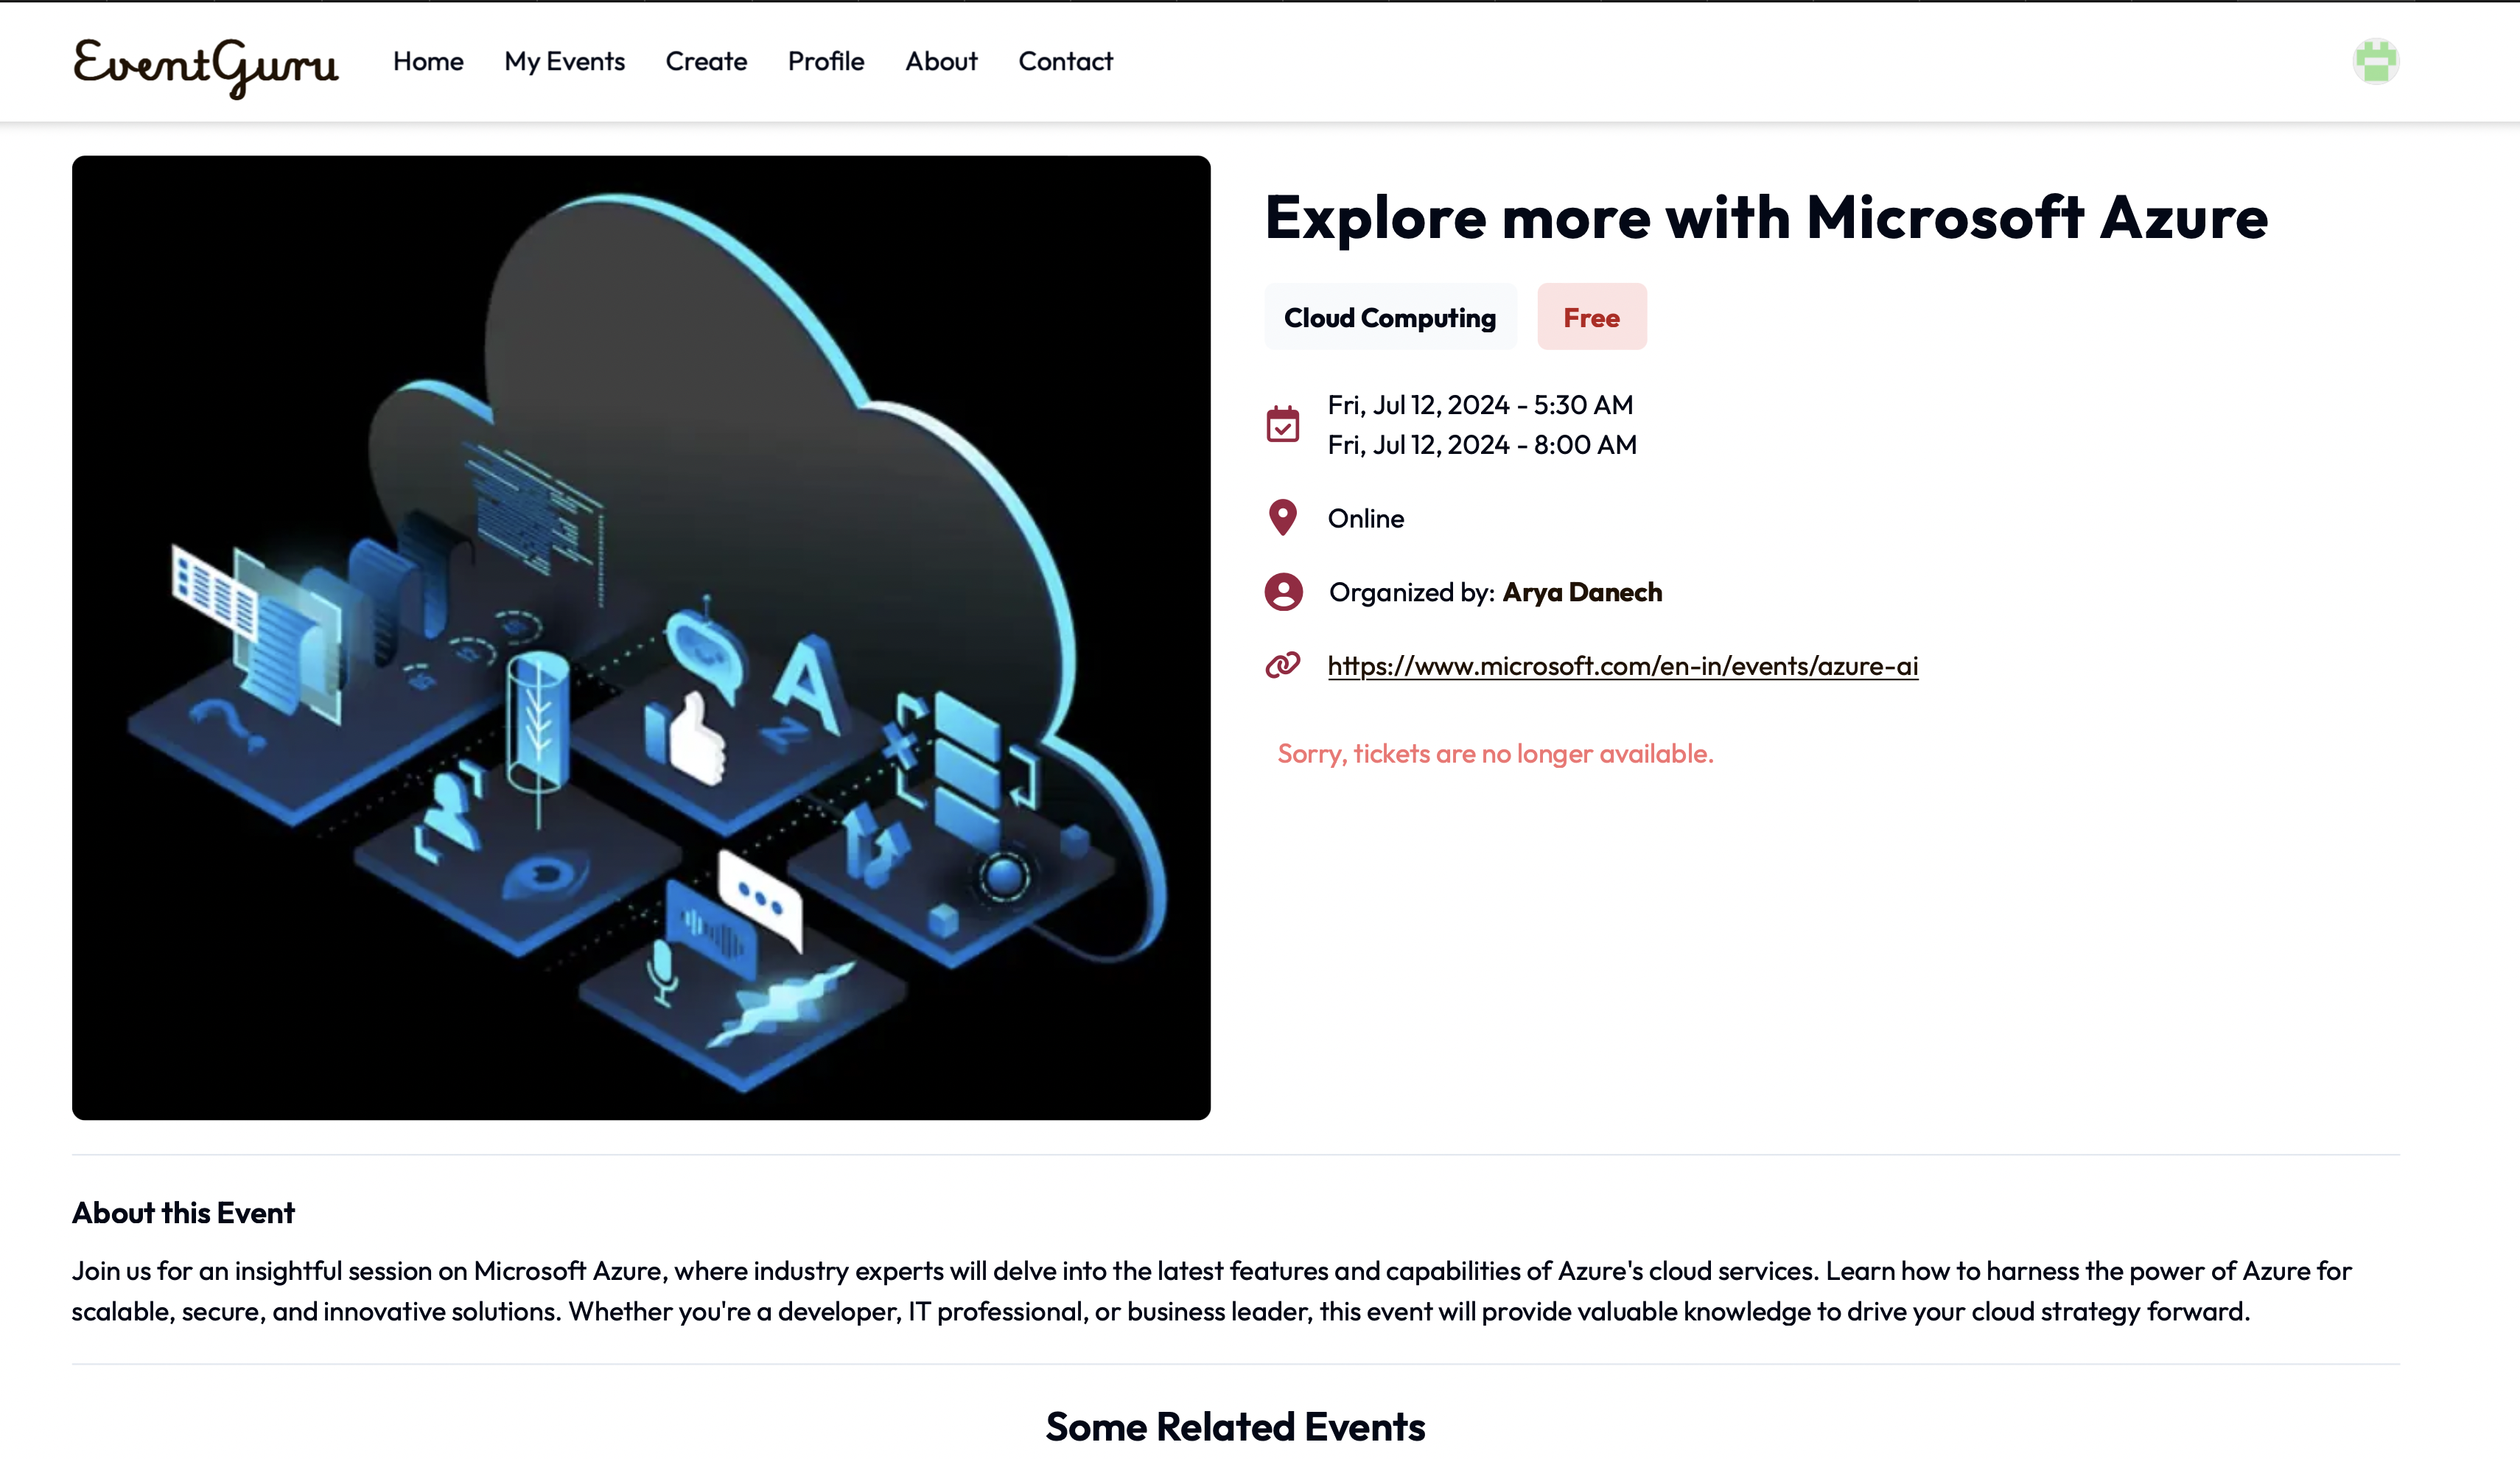 EventGuru
Home
My Events
Create
Profile
About
Contact
Explore more with Microsoft Azure
Cloud Computing
Free
Fri, Jul 12, 2024 - 5:30 AM
Fri, Jul 12, 2024 - 8:00 AM
Online
Organized by: Arya Danech
https://www.microsoft.com/en-in/events/azure-ai
Sorry, tickets are no longer available.
A
Z
About this Event
Join us for an insightful session on Microsoft Azure, where industry experts will delve into the latest features and capabilities of Azure's cloud services. Learn how to harness the power of Azure for
scalable, secure, and innovative solutions. Whether you're a developer, IT professional, or business leader, this event will provide valuable knowledge to drive your cloud strategy forward.
Some Related Events